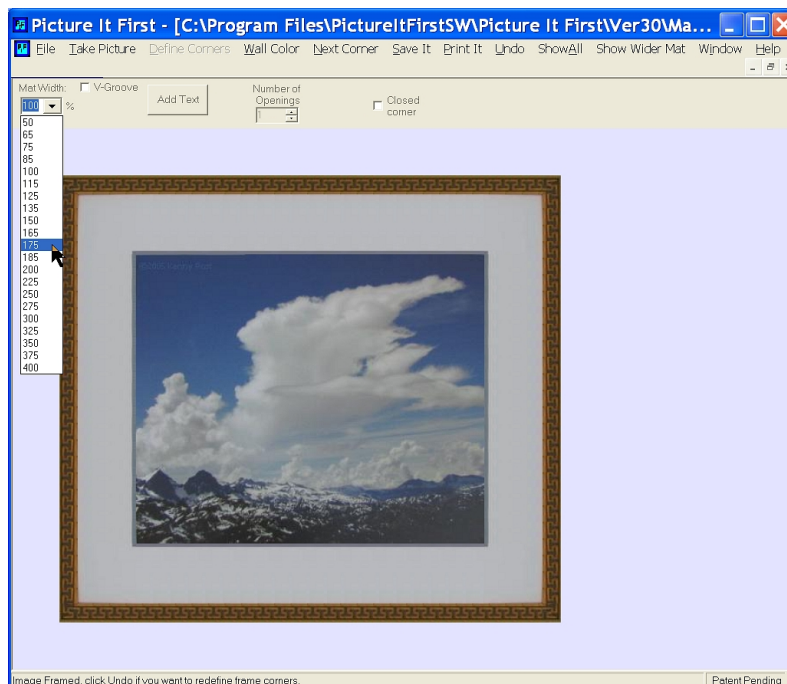 Picture It First - [C:\Program Files\PictureItFirstSW\Picture It First\Ver30\Ma...
File Take Picture Define Corners Wall Color Next Corner Save It Print It Undo ShowAll Show Wider Mat Window Help
Mat Width: V-Groove
100 %
Add Text
Number of
Openings
1
Closed
corner
50
65
75
85
100
115
125
135
150
165
175
185
200
225
250
275
300
325
350
375
400
Image Framed, click Undo if you want to redefine frame corners.
Patent Pending